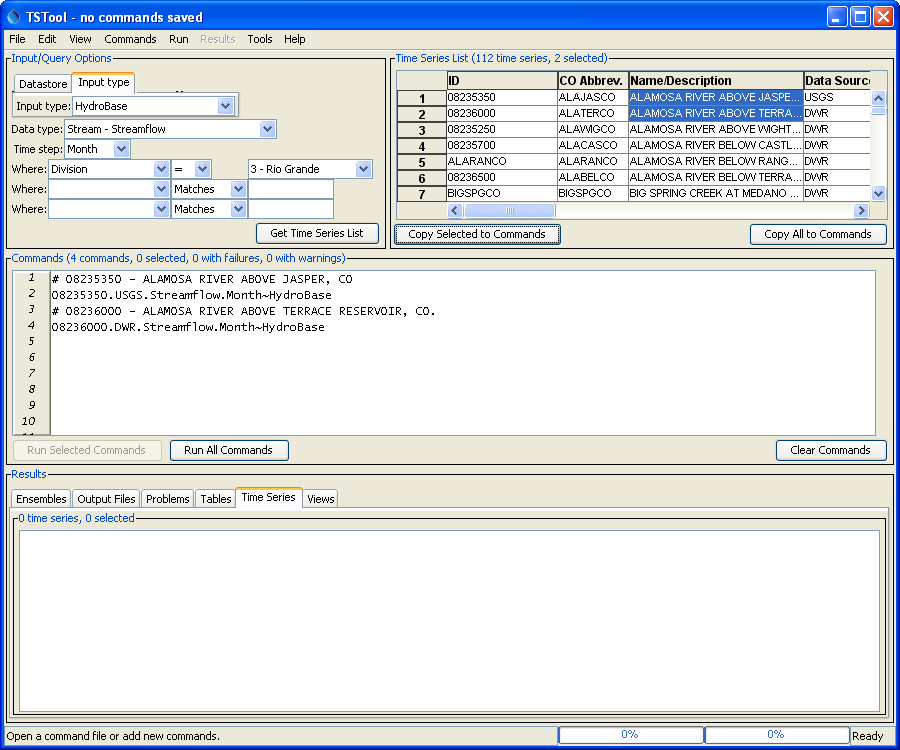 TSTool - no commands saved
File Edit View Commands Run Results Tools Help
Input/Query Options
Datastore Input type
Input type: HydroBase
Data type: Stream - Streamflow
Time step: Month
Where: Division = 3 - Rio Grande
Where: Matches
Where: Matches
Get Time Series List
Time Series List (112 time series, 2 selected)
ID CO Abbrev. Name/Description Data Sourc
1 08235350 ALAJASCO ALAMOSA RIVER ABOVE JASPE... USGS
2 08236000 ALATERCO ALAMOSA RIVER ABOVE TERRA... DWR
3 08235250 ALAWIGCO ALAMOSA RIVER ABOVE WIGHT... DWR
4 08235700 ALACASCO ALAMOSA RIVER BELOW CASTL... DWR
5 ALARANCO ALARANCO ALAMOSA RIVER BELOW RANG... DWR
6 08236500 ALABELCO ALAMOSA RIVER BELOW TERRA... DWR
7 BIGSPGCO BIGSPGCO BIG SPRING CREEK AT MEDANO ... DWR
Copy Selected to Commands Copy All to Commands
Commands (4 commands, 0 selected, 0 with failures, 0 with warnings)
1 # 08235350 - ALAMOSA RIVER ABOVE JASPER, CO
2 08235350.USGS.Streamflow.Month~HydroBase
3 # 08236000 - ALAMOSA RIVER ABOVE TERRACE RESERVOIR, CO.
4 08236000.DWR.Streamflow.Month~HydroBase
5
6
7
8
9
10
Run Selected Commands Run All Commands Clear Commands
Results
Ensembles Output Files Problems Tables Time Series Views
0 time series, 0 selected
Open a command file or add new commands. 0% 0% Ready